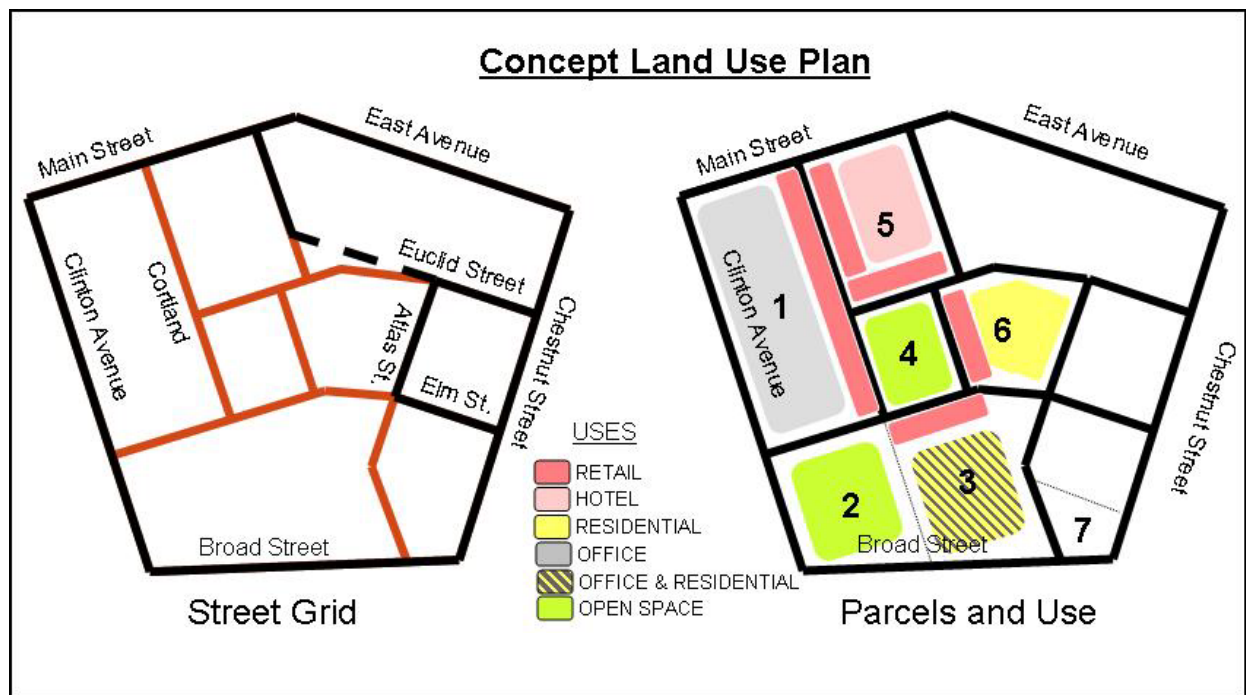 Concept Land Use Plan
Main Street
East Avenue
Clinton Avenue
Cortland
Euclid Street
Atlas St.
Elm St.
Chestnut Street
Broad Street
Street Grid
USES
RETAIL
HOTEL
RESIDENTIAL
OFFICE
OFFICE & RESIDENTIAL
OPEN SPACE
Main Street
East Avenue
Clinton Avenue
Chestnut Street
1
5
4
6
2
3
7
Broad Street
Parcels and Use